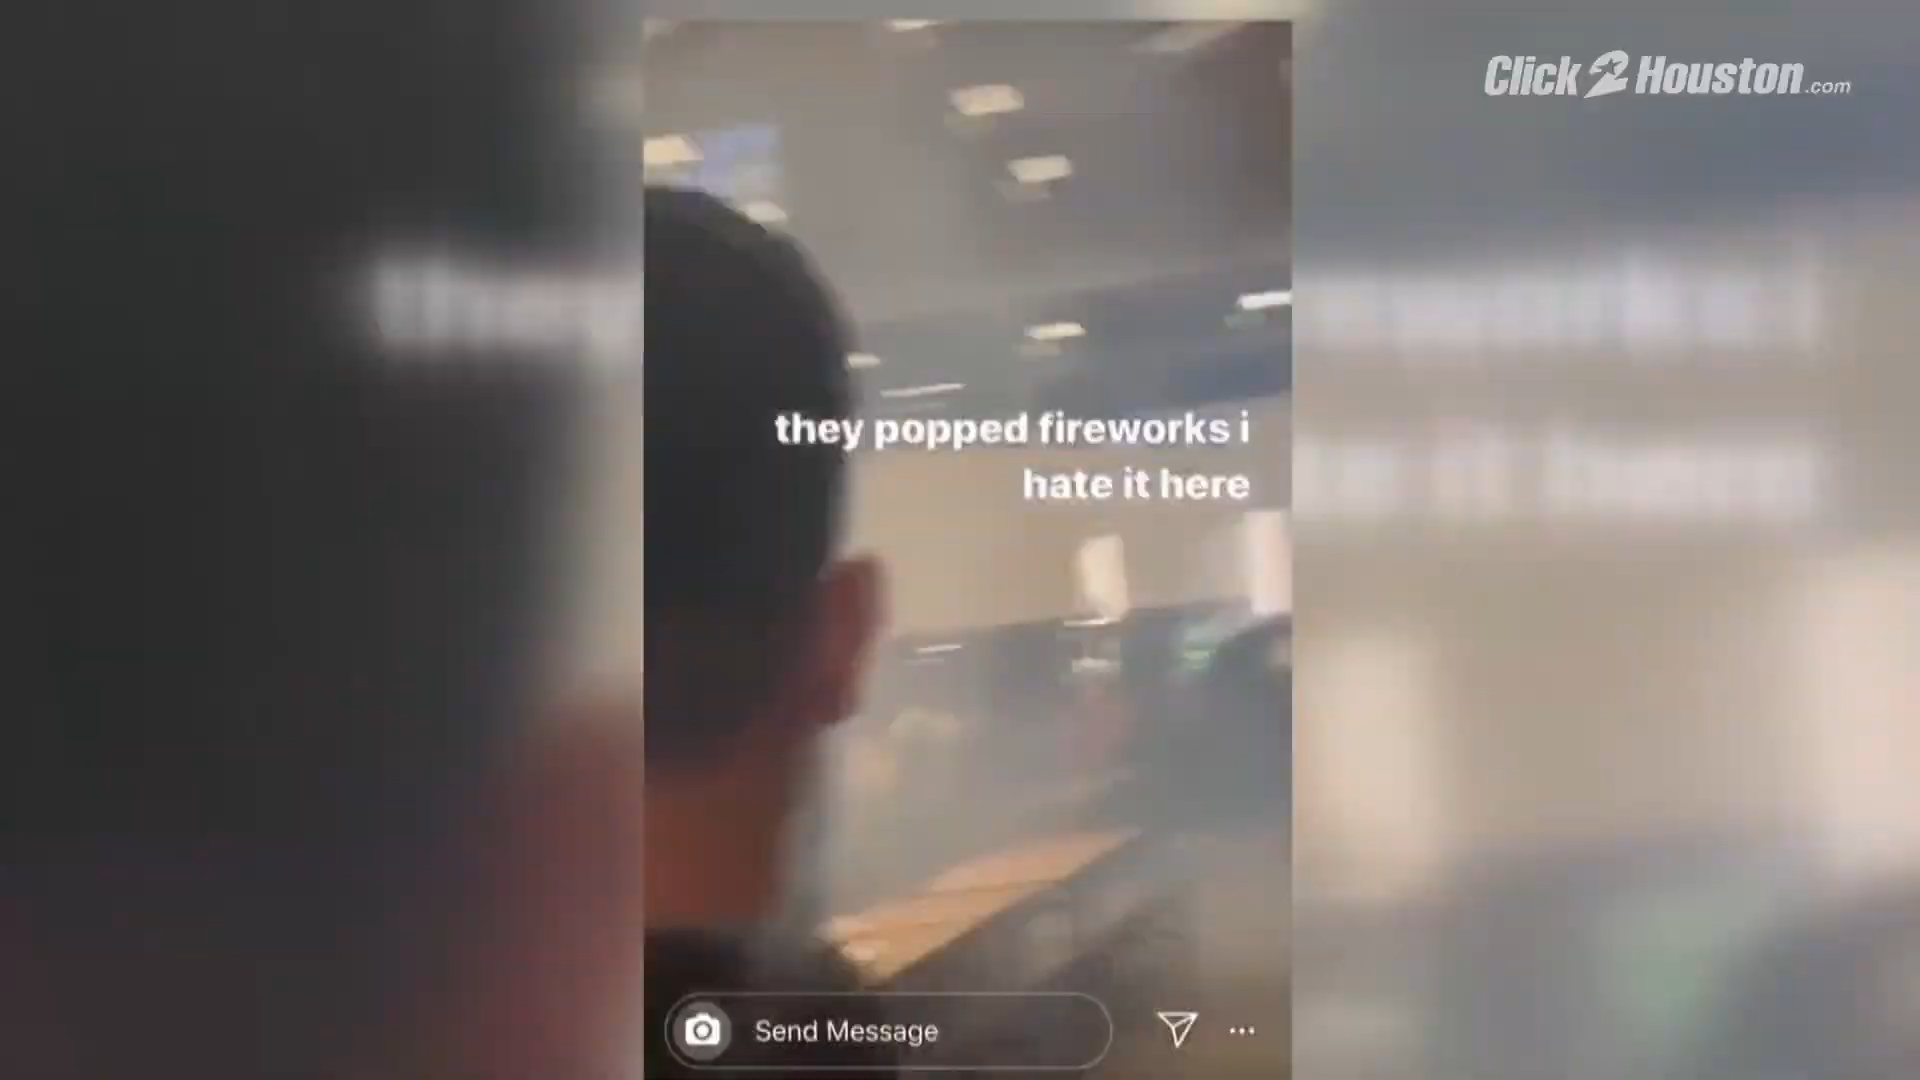 Click2Houston.com
they popped fireworks i
hate it here
Send Message